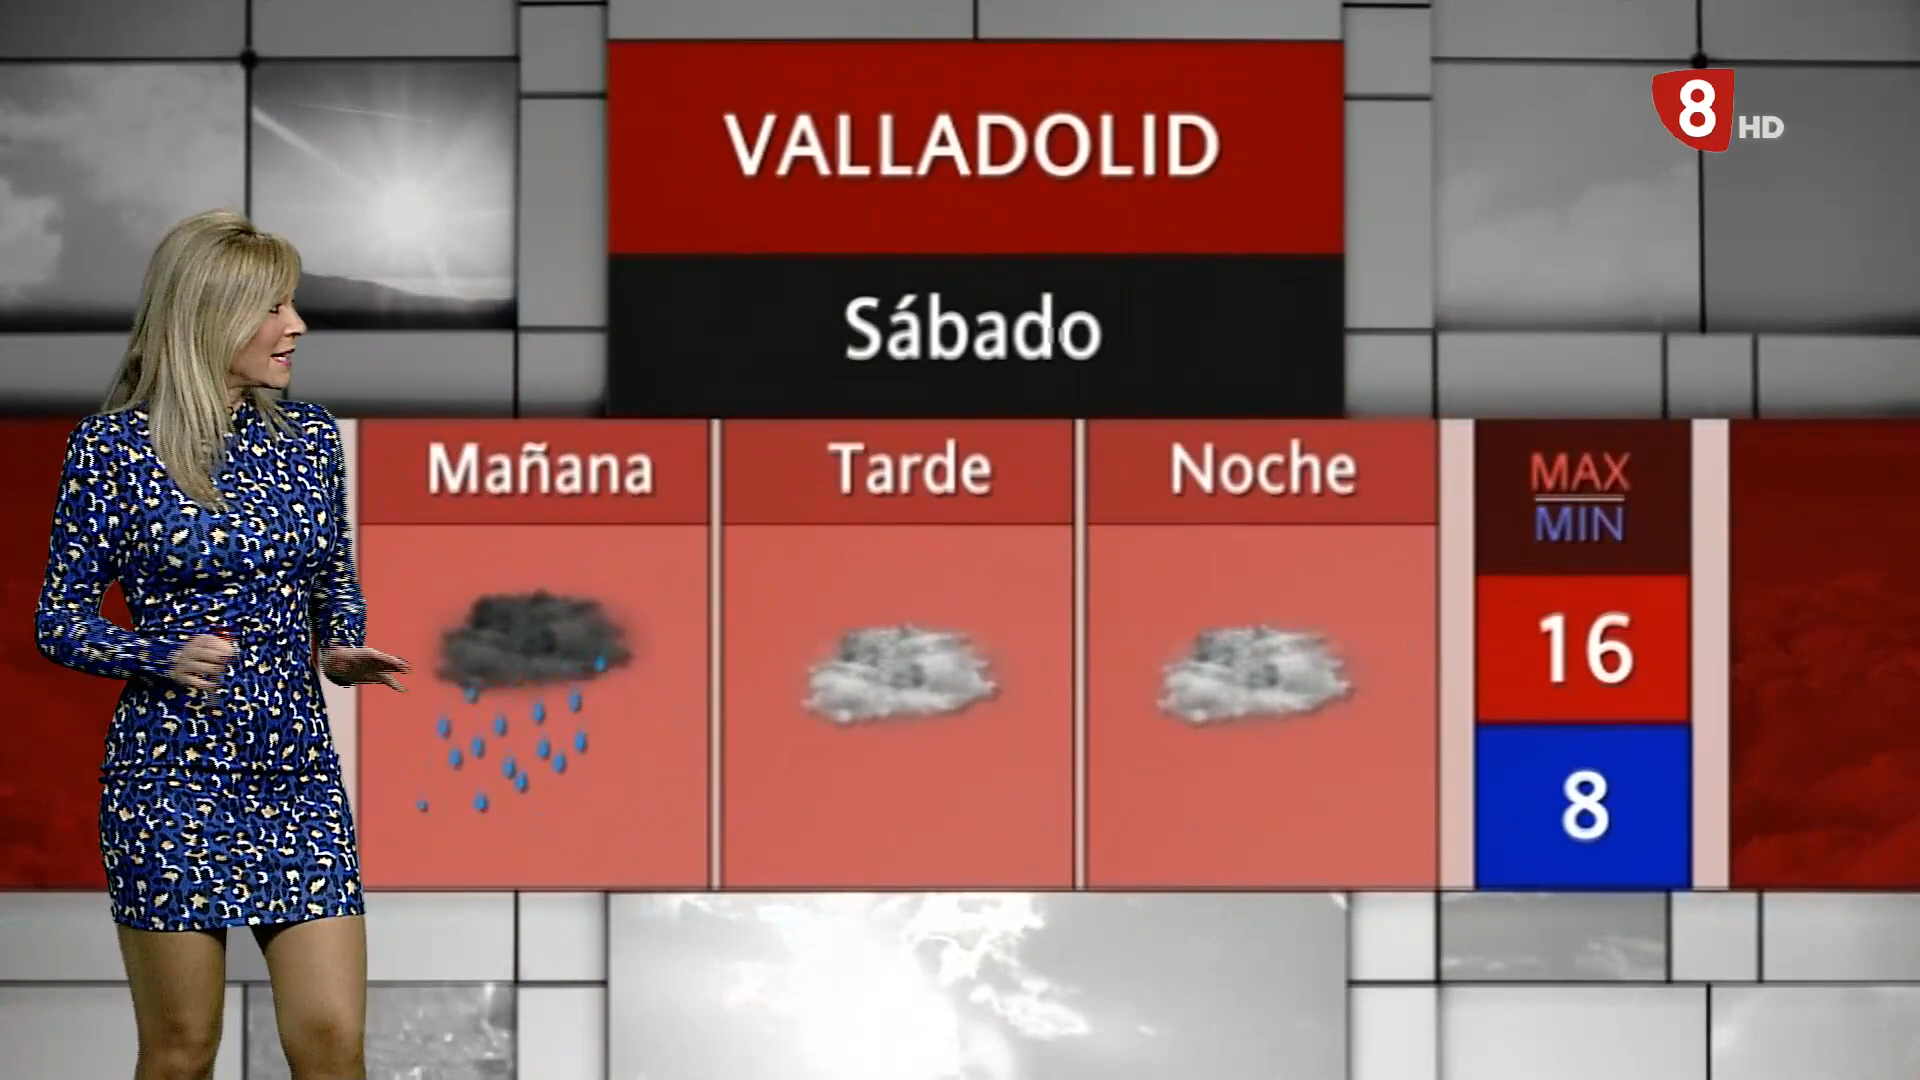 VALLADOLID
8 HD
Sábado
Mañana
Tarde
Noche
MAX
MIN
16
8